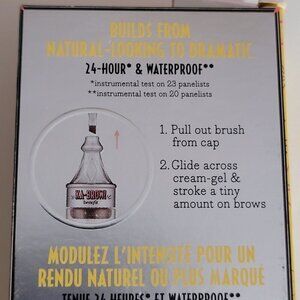 BUILDS FROM
NATURAL-LOOKING TO DRAMATIC
24-HOUR* & WATERPROOF**
*instrumental test on 23 panelists
**instrumental test on 20 panelists
1. Pull out brush
from cap
2. Glide across
cream-gel &
stroke a tiny
amount on brows
KA-BROW!
benefit
MODULEZ L'INTENSITÉ POUR UN
RENDU NATUREL OU PLUS MARQUÉ
TENUE 24 HEURES* ET WATERPROOF**